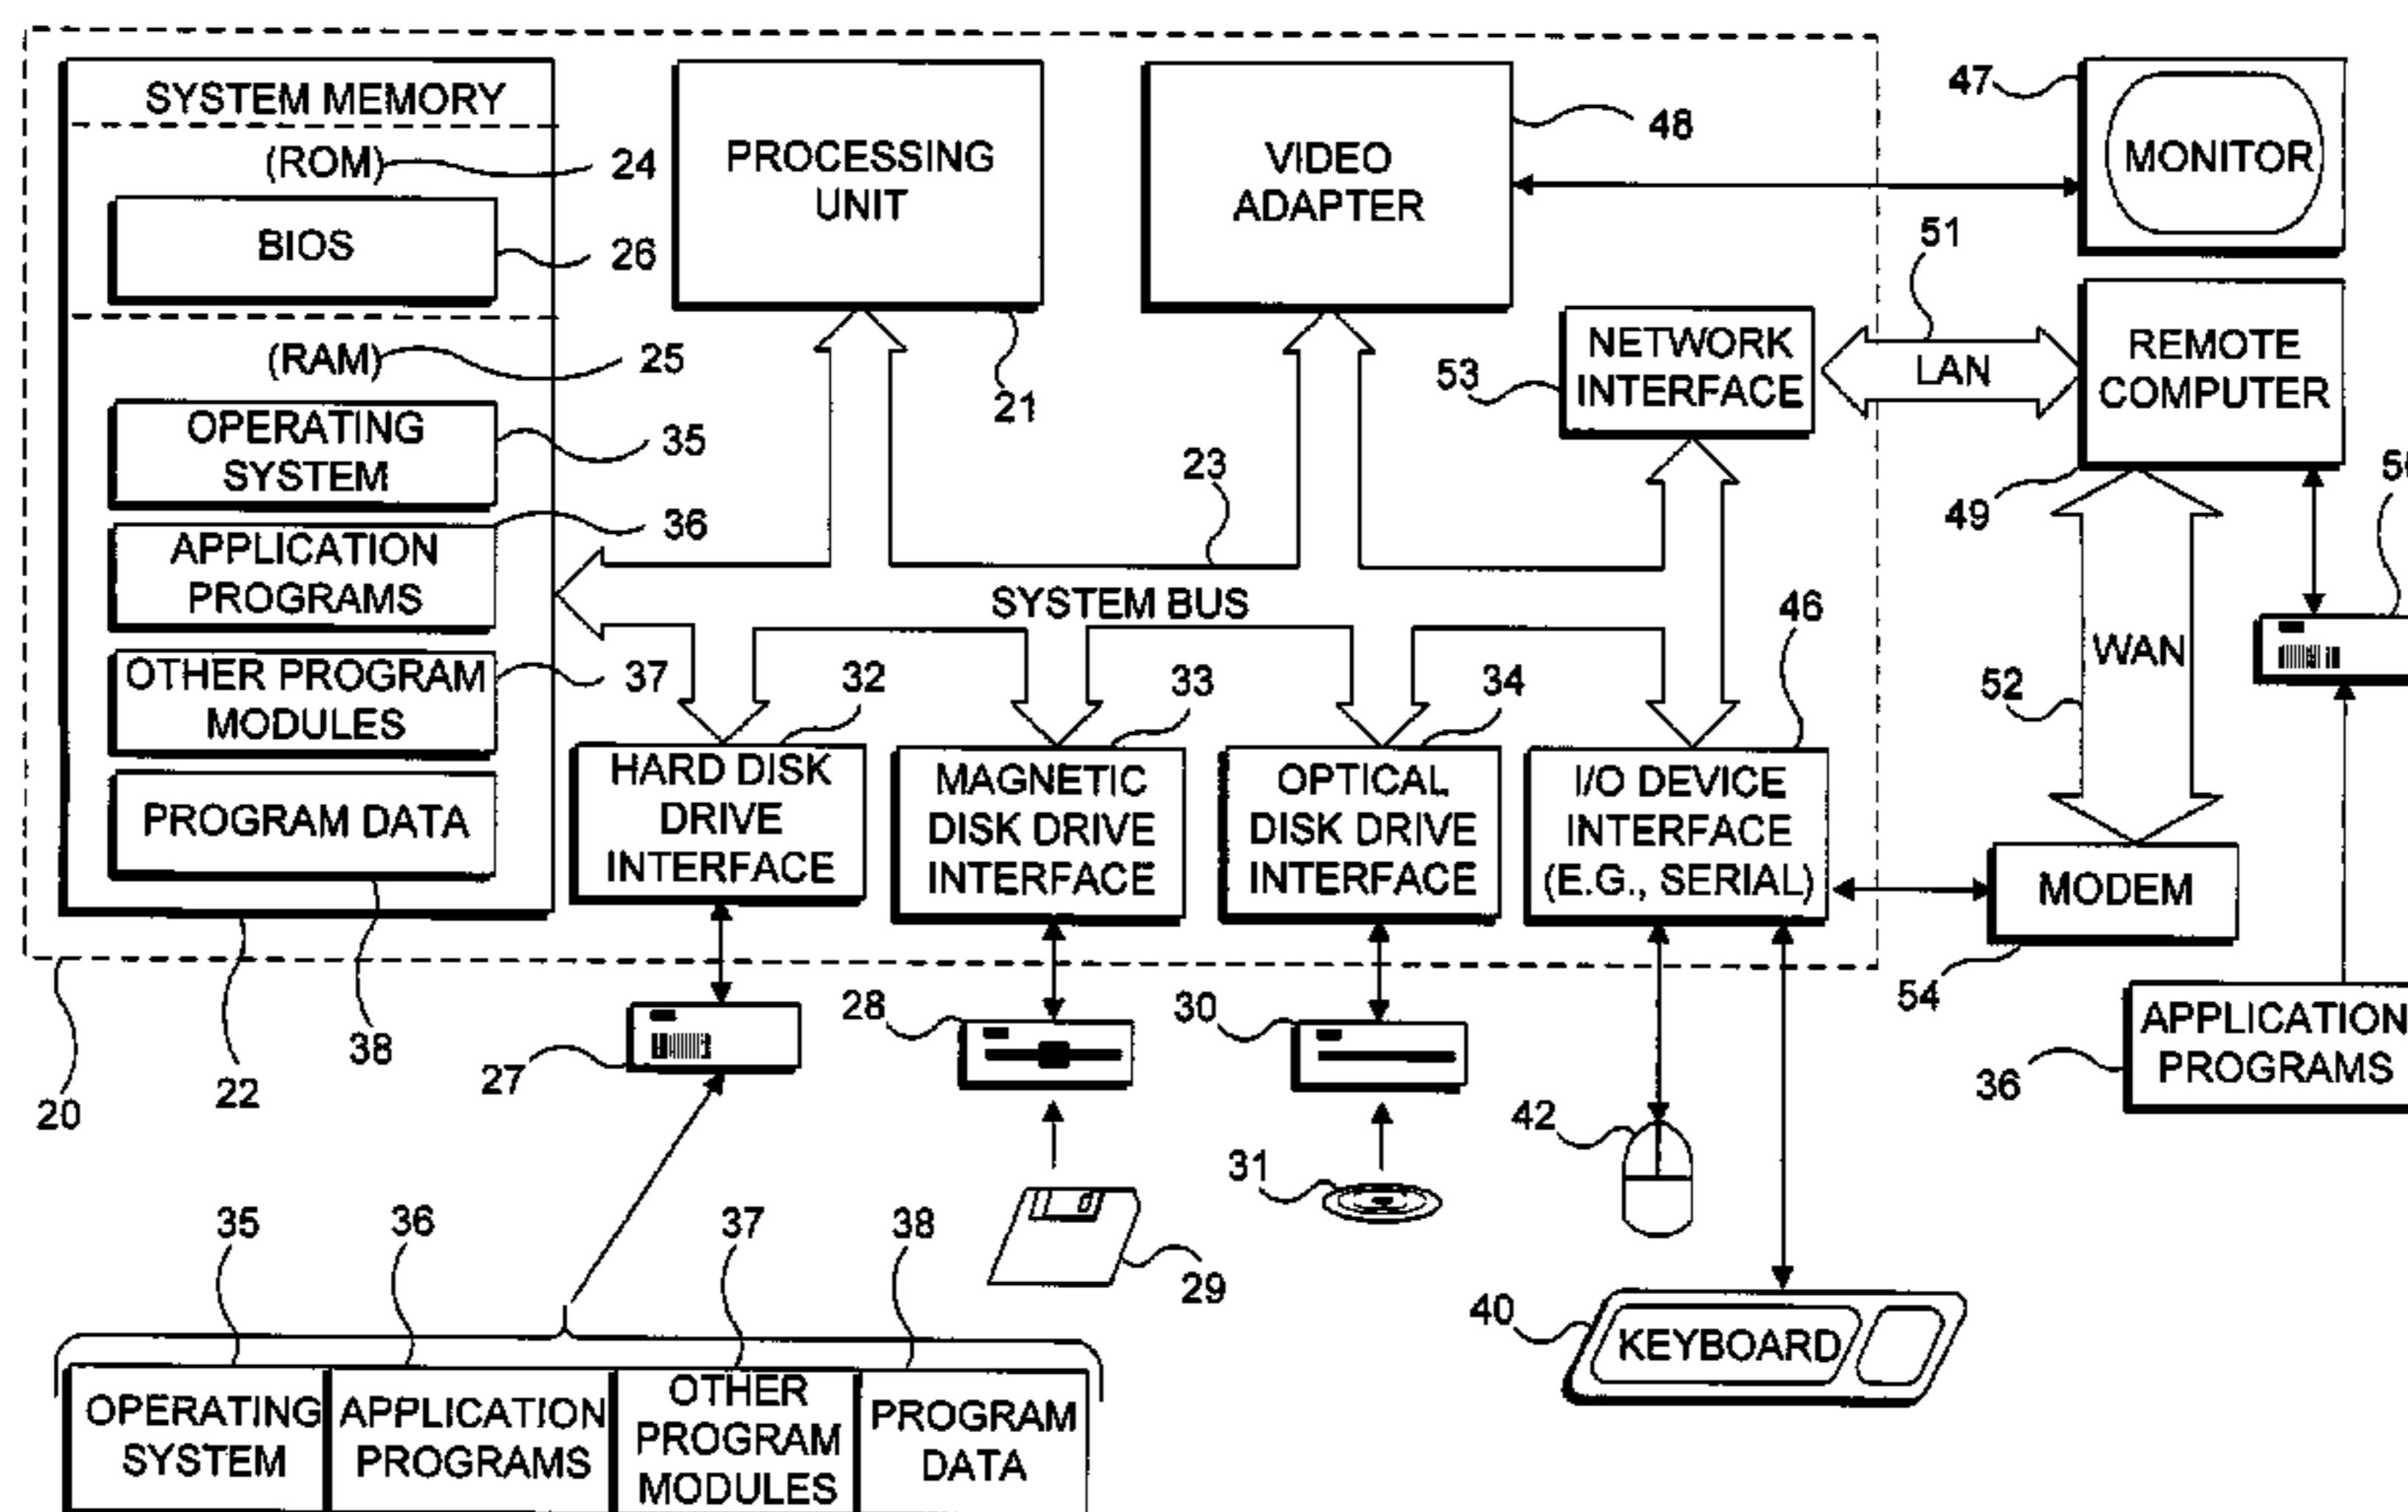 SYSTEM MEMORY
(ROM)
24
BIOS
26
(RAM)
25
OPERATING
SYSTEM
35
APPLICATION
PROGRAMS
36
OTHER PROGRAM
MODULES
37
PROGRAM DATA
38
22
20
PROCESSING
UNIT
21
VIDEO
ADAPTER
48
47
MONITOR
51
NETWORK
INTERFACE
53
LAN
REMOTE
COMPUTER
49
23
SYSTEM BUS
46
WAN
52
32
33
34
HARD DISK
DRIVE
INTERFACE
MAGNETIC
DISK DRIVE
INTERFACE
OPTICAL
DISK DRIVE
INTERFACE
I/O DEVICE
INTERFACE
(E.G., SERIAL)
MODEM
54
APPLICATION
PROGRAMS
36
27
28
30
42
31
29
40
KEYBOARD
35
36
37
38
OPERATING
SYSTEM
APPLICATION
PROGRAMS
OTHER
PROGRAM
MODULES
PROGRAM
DATA